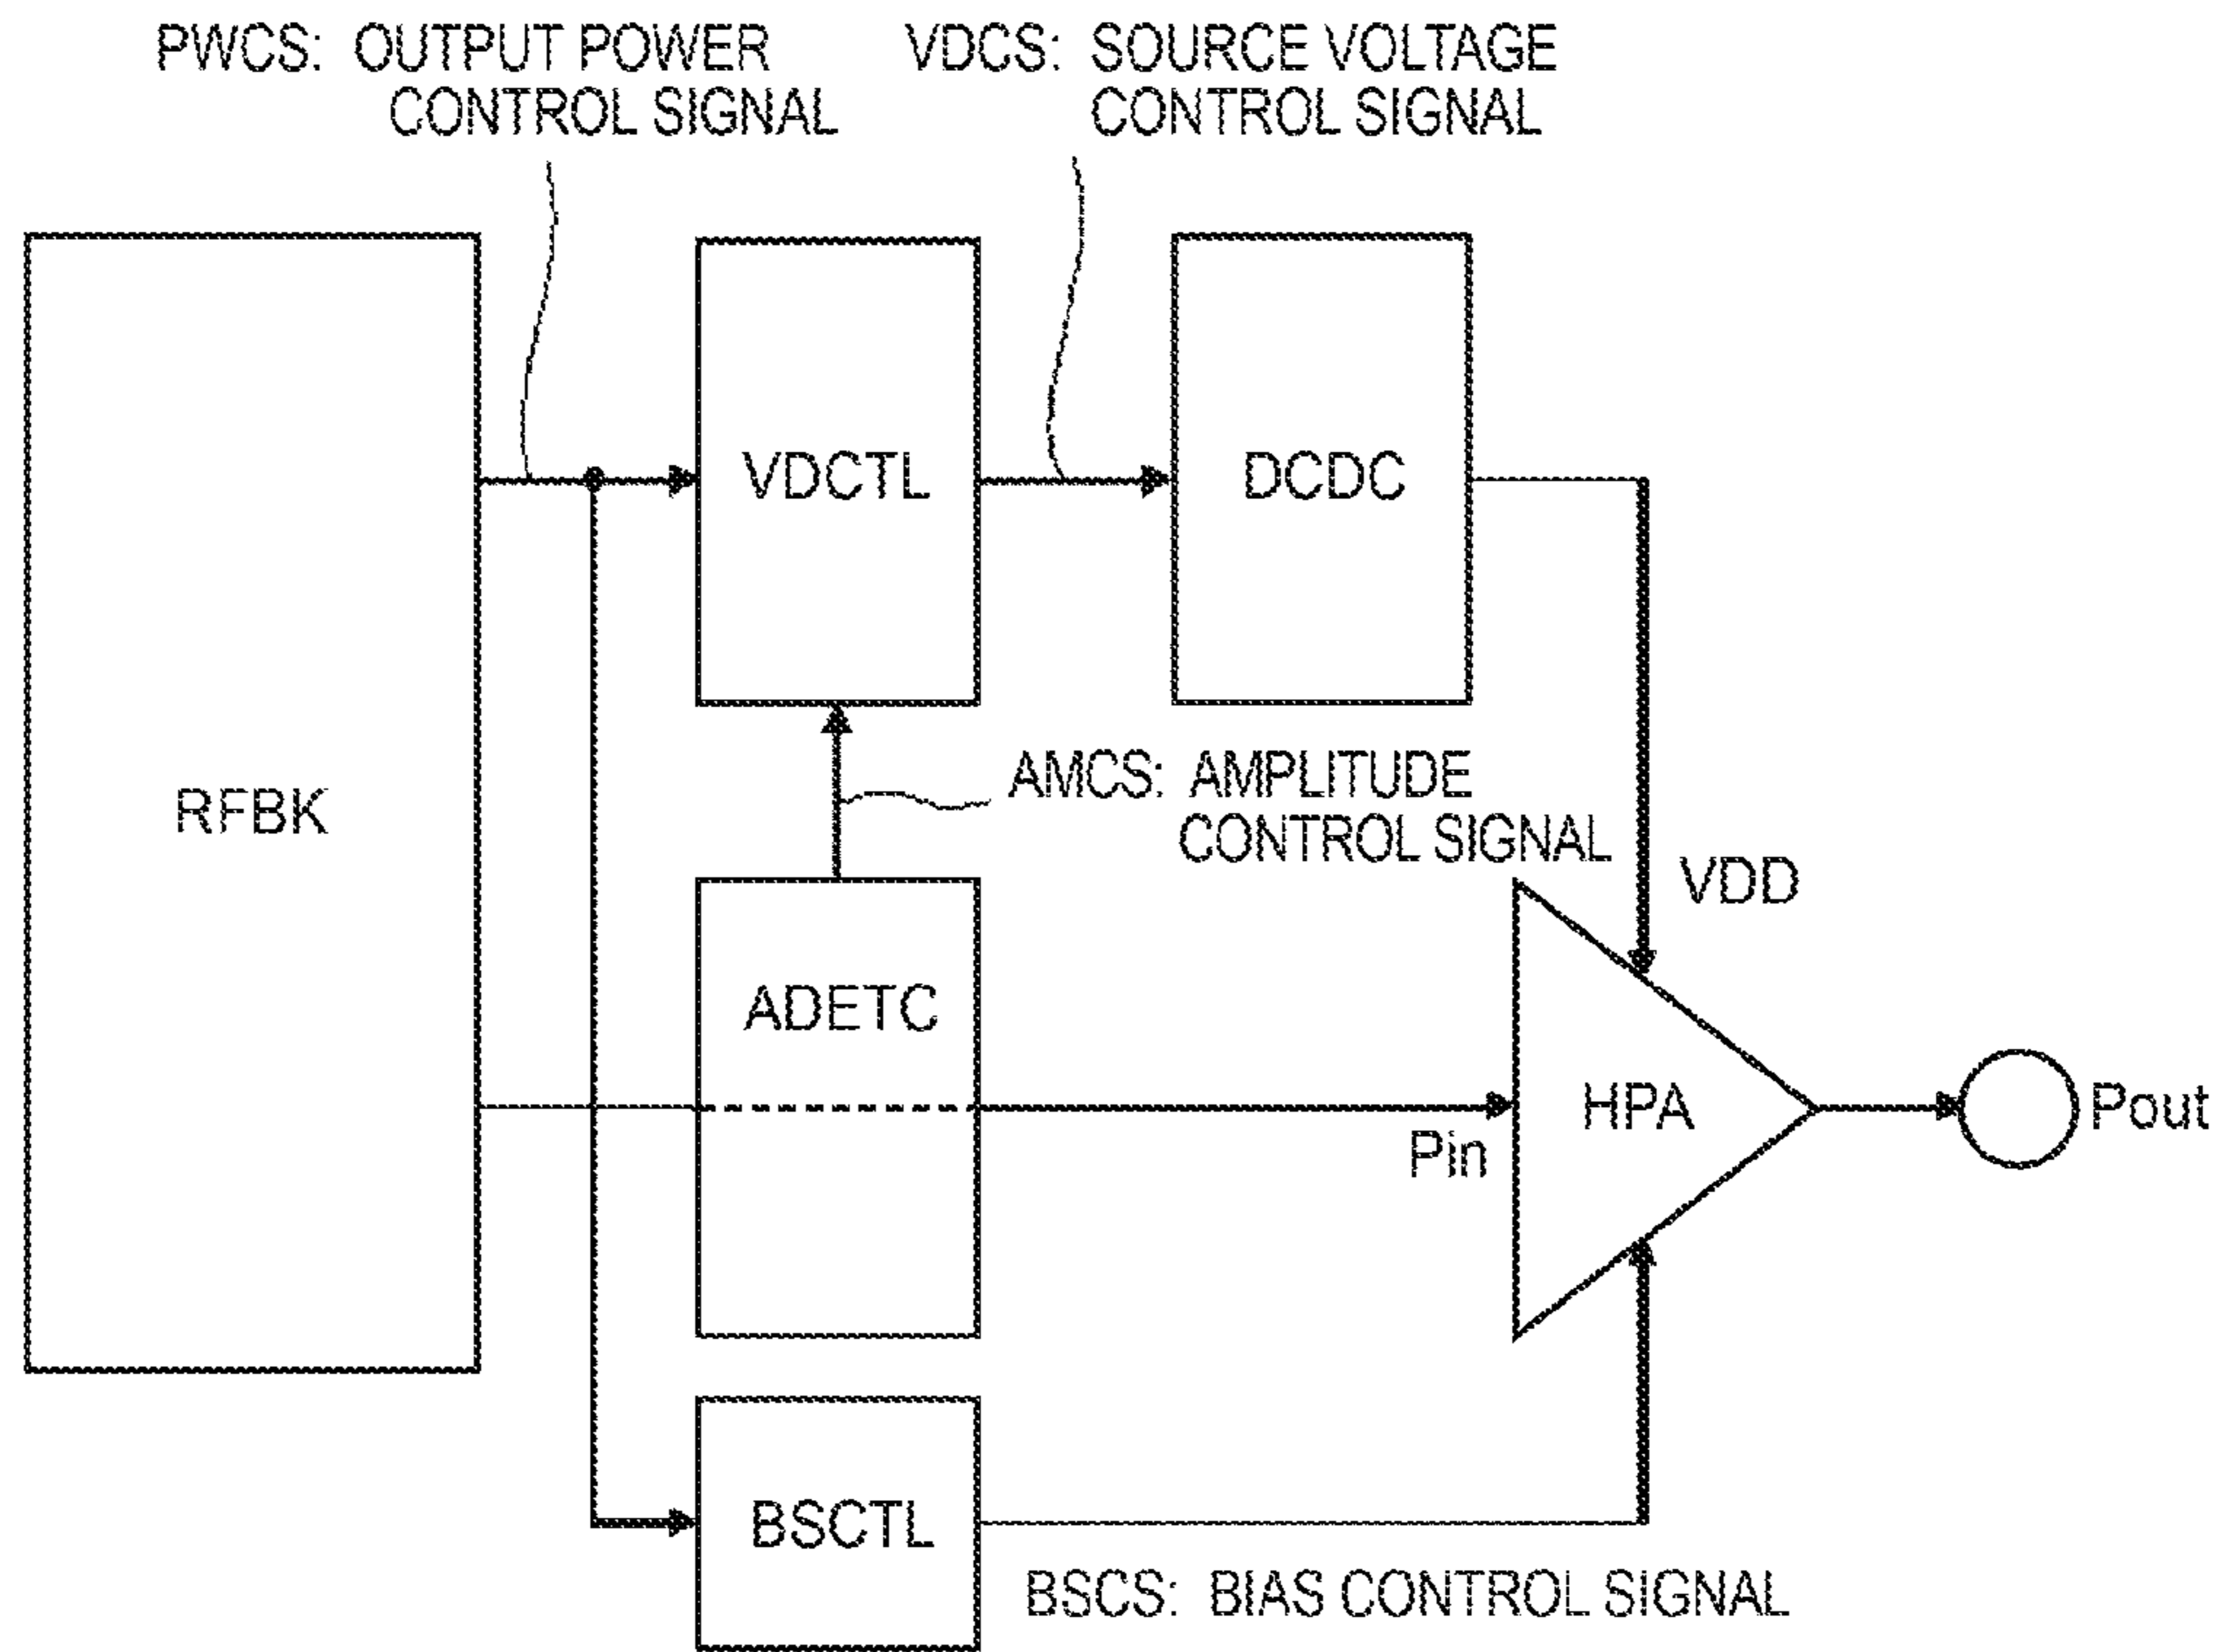 PWCS: OUTPUT POWER
CONTROL SIGNAL
VDCS: SOURCE VOLTAGE
CONTROL SIGNAL
VDCTL
DCDC
RFBK
AMCS: AMPLITUDE
CONTROL SIGNAL
VDD
ADETC
HPA
Pout
Pin
BSCTL
BSCS: BIAS CONTROL SIGNAL